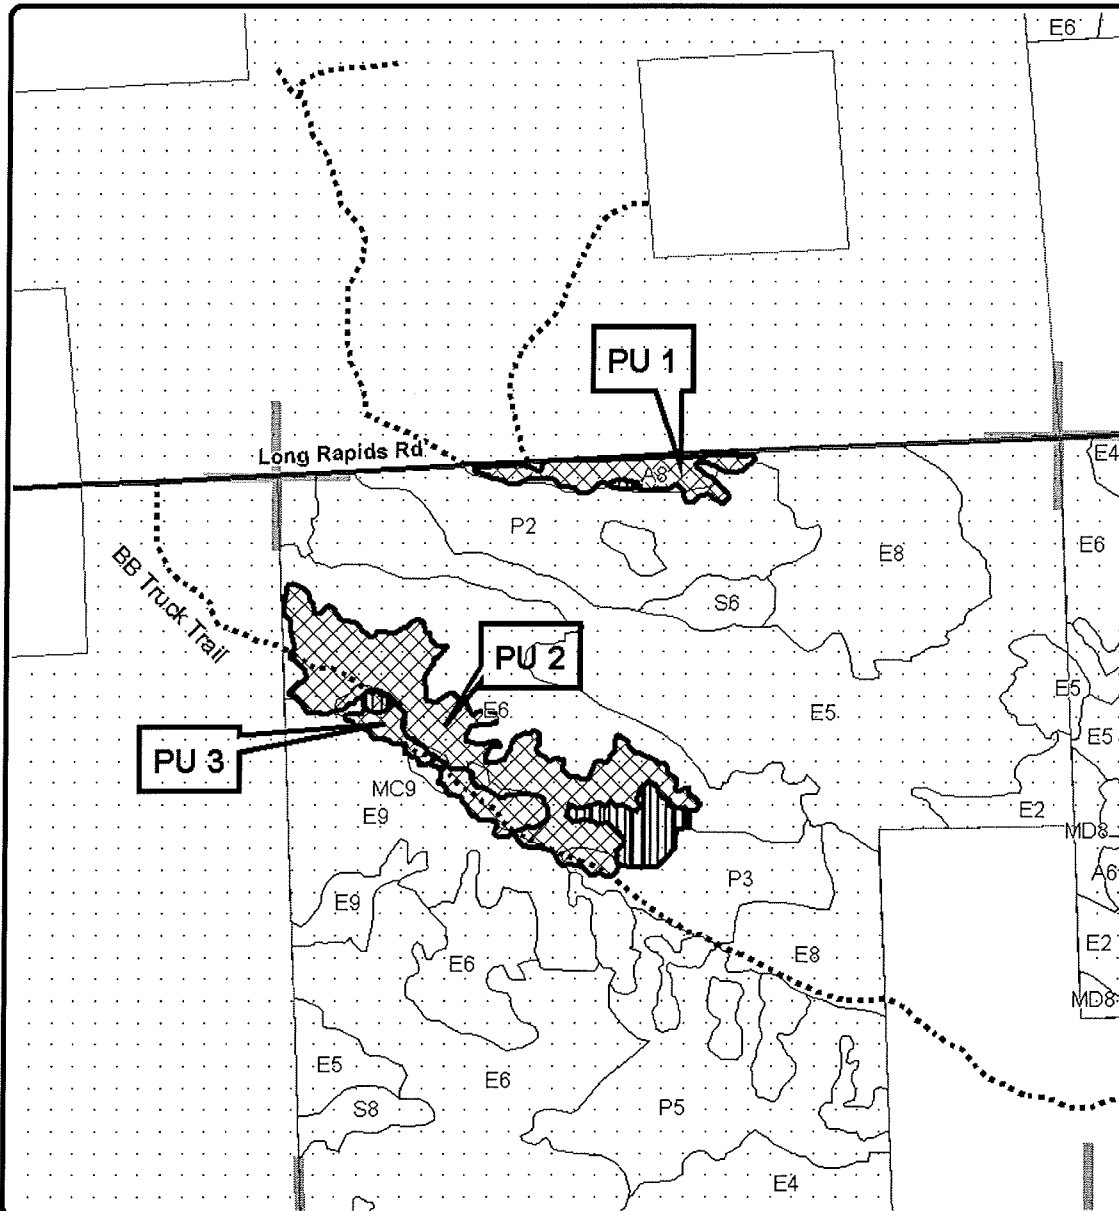 E6
PU 1
Long Rapids Rd
E4
A8
P2
E8
E6
BB Truck Trail
S6
PU 2
E5
E6
E5
E5
PU 3
MC9
E9
E2
MD8
A6
P3
E9
E2
E8
E6
MD8
E5
E6
S8
P5
E4